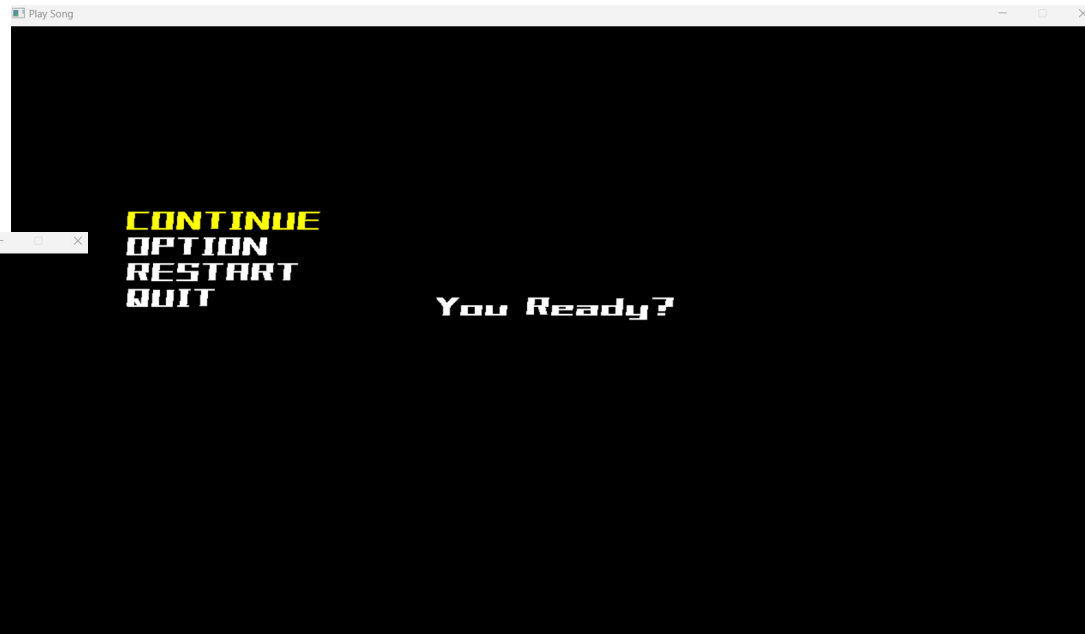 Play Song
CONTINUE
OPTION
RESTART
QUIT
You Ready?